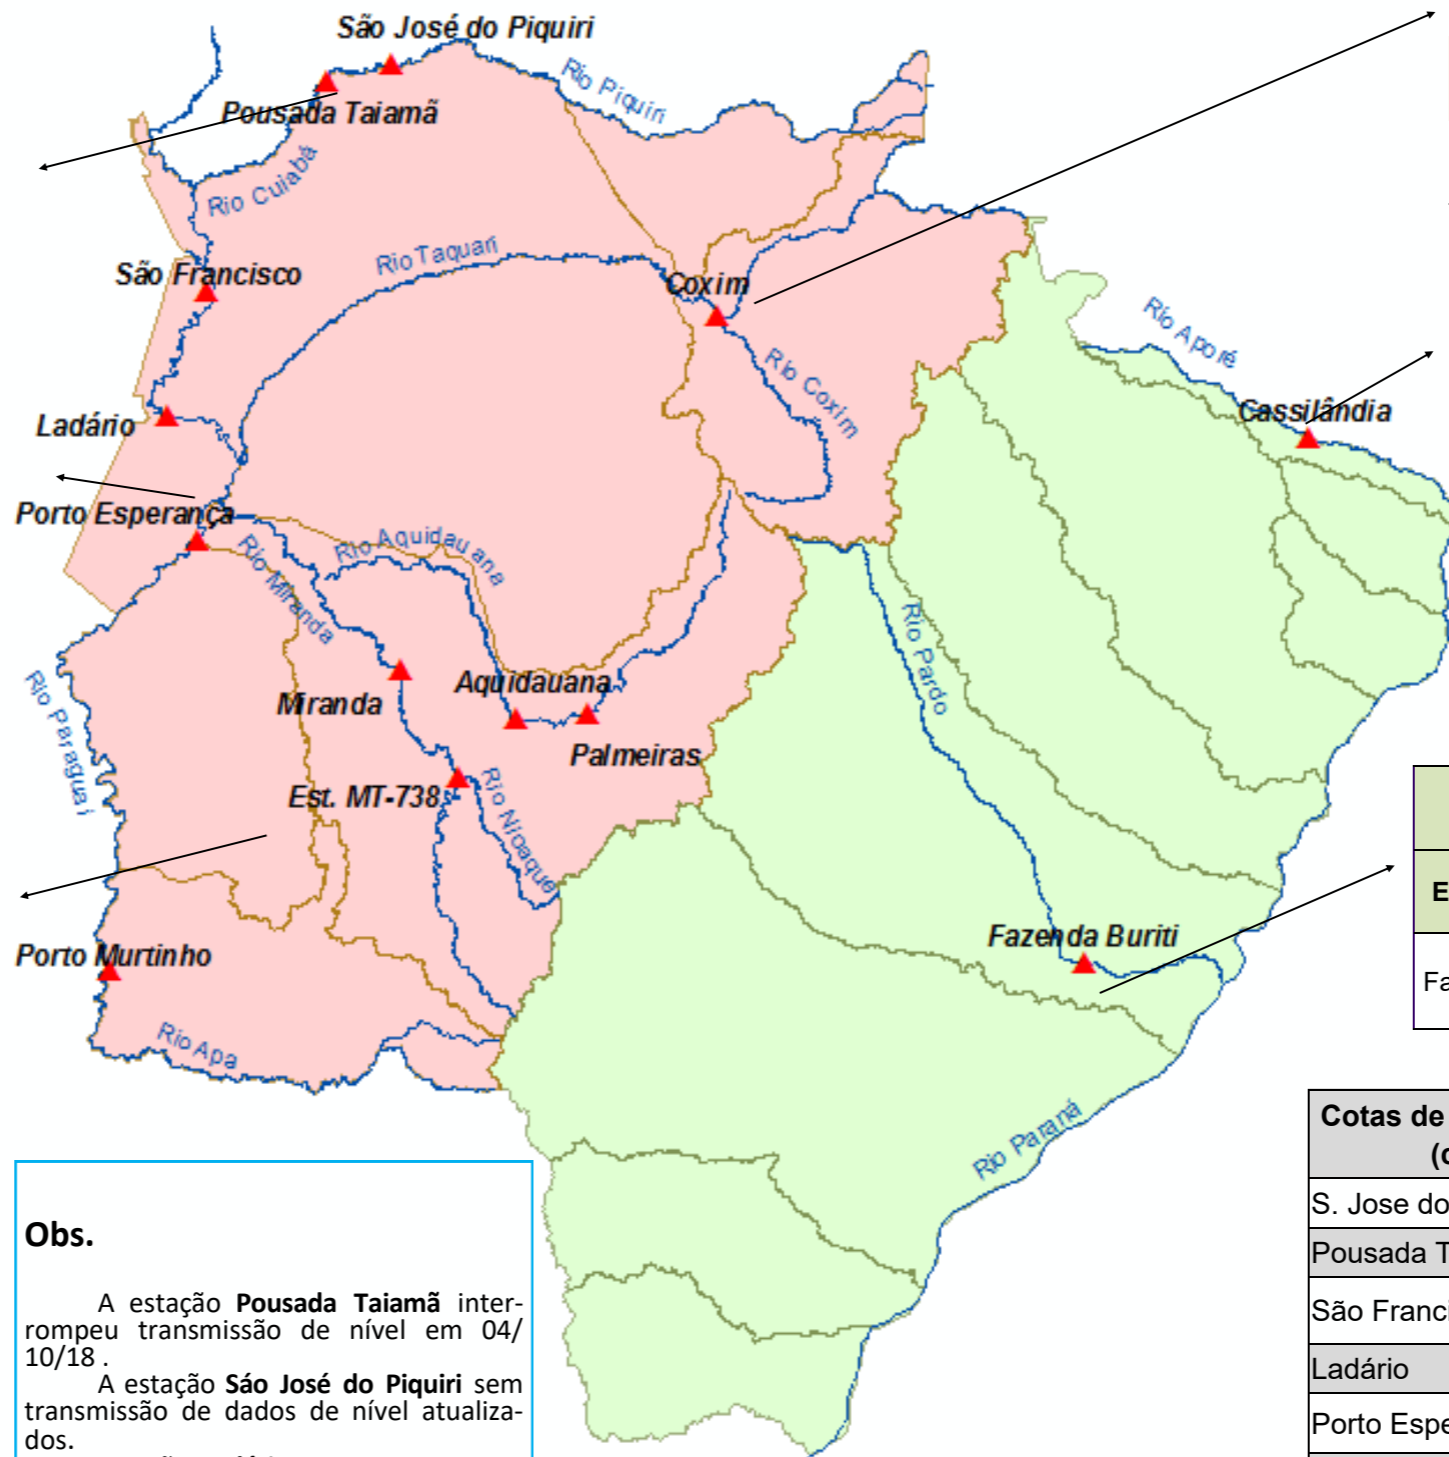 São José do Piquiri
Rio Piquiri
Pousada Taiamã
Rio Cuiabá
São Francisco
Rio Taquari
Coxim
Rio Coxim
Rio Aporé
Cassilândia
Ladário
Porto Esperança
Rio Miranda
Rio Aquidauana
Rio Pardo
Rio Paraguai
Miranda
Aquidauana
Palmeiras
Est. MT-738
Rio Nioaque
Fazenda Buriti
Porto Murtinho
Rio Apa
Rio Paraná
E
Fa
Cotas de
S. Jose do
Pousada T
São Franci
Ladário
Porto Espe
Obs.
A estação Pousada Taiamã inter-
rompeu transmissão de nível em 04/
10/18 .
A estação Sáo José do Piquiri sem
transmissão de dados de nível atualiza-
dos.